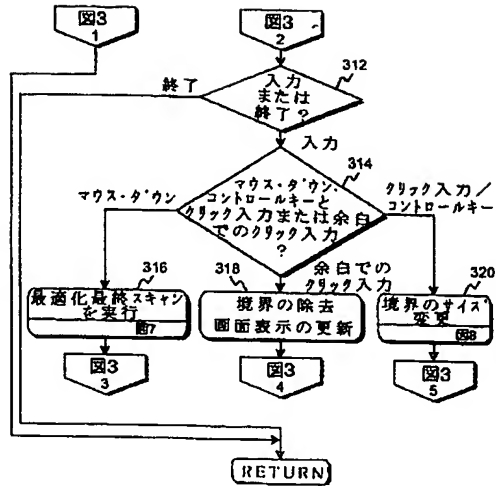 図3
1
図3
2
312
終了
入力
または
終了?
入力
314
マウス・ダウン
マウス・ダウン・
コントロールキーと
クリック入力または余白
でのクリック入力
?
クリック入力/
コントロールキー
316
最適化最終スキャン
を実行
図7
318
余白での
クリック入力
境界の除去
画面表示の更新
320
境界のサイズ
変更
図8
図3
3
図3
4
図3
5
RETURN